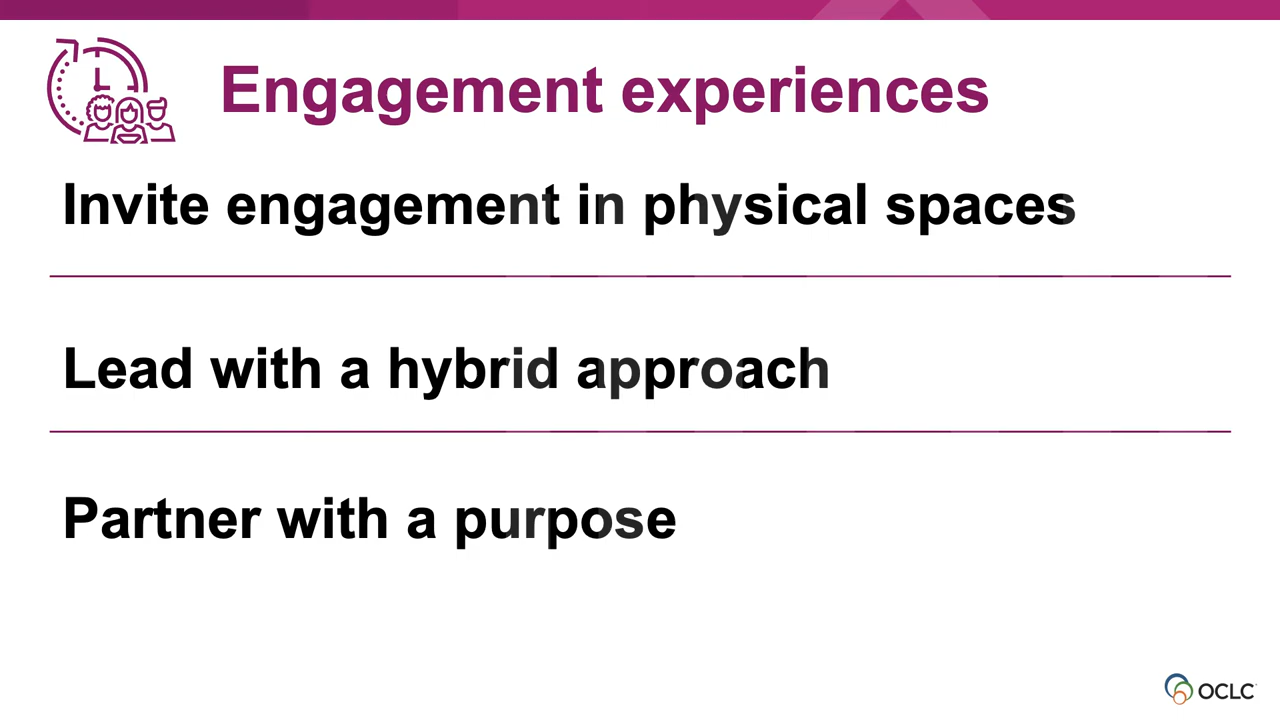 Engagement experiences
Invite engagement in physical spaces
Lead with a hybrid approach
Partner with a purpose
OCLC